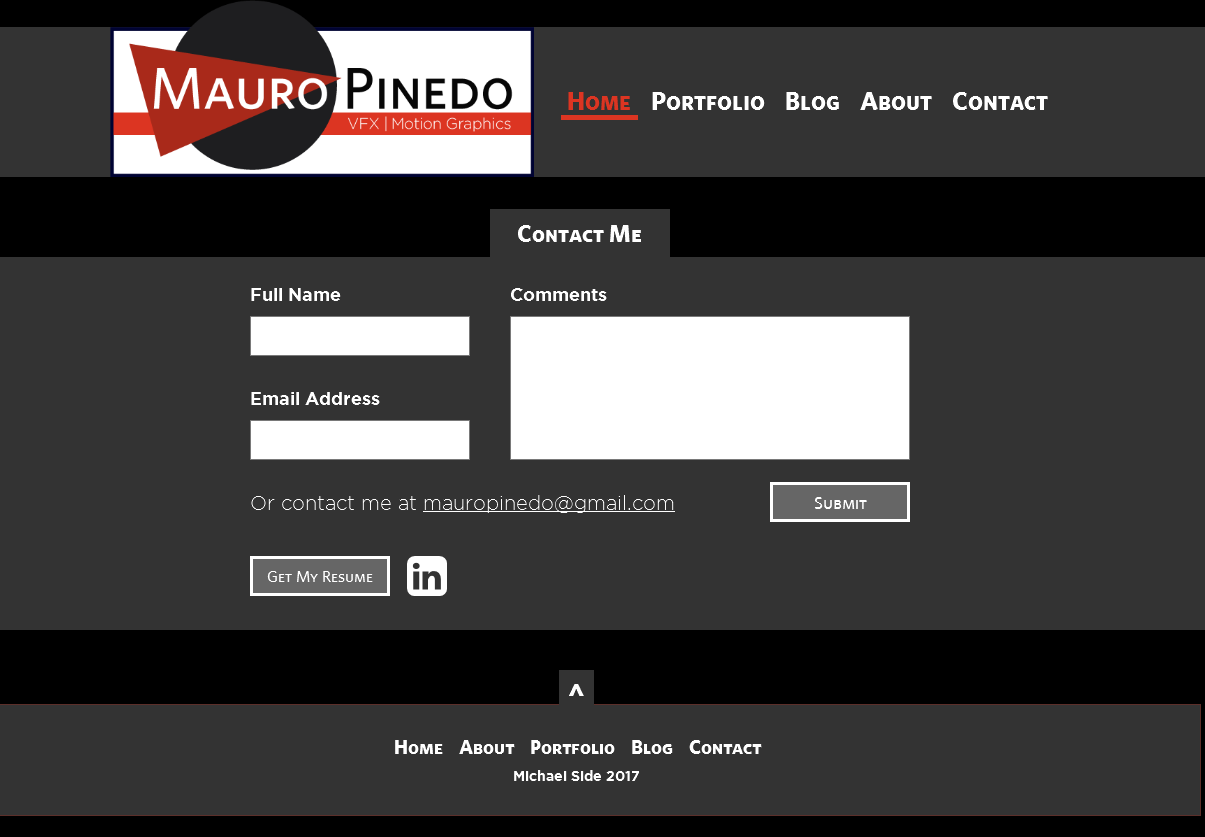 Mauro Pinedo
VFX | Motion Graphics
Home Portfolio Blog About Contact
Contact Me
Full Name
Comments
Email Address
Or contact me at mauropinedo@gmail.com
Submit
Get My Resume
in
^
Home About Portfolio Blog Contact
Michael Side 2017